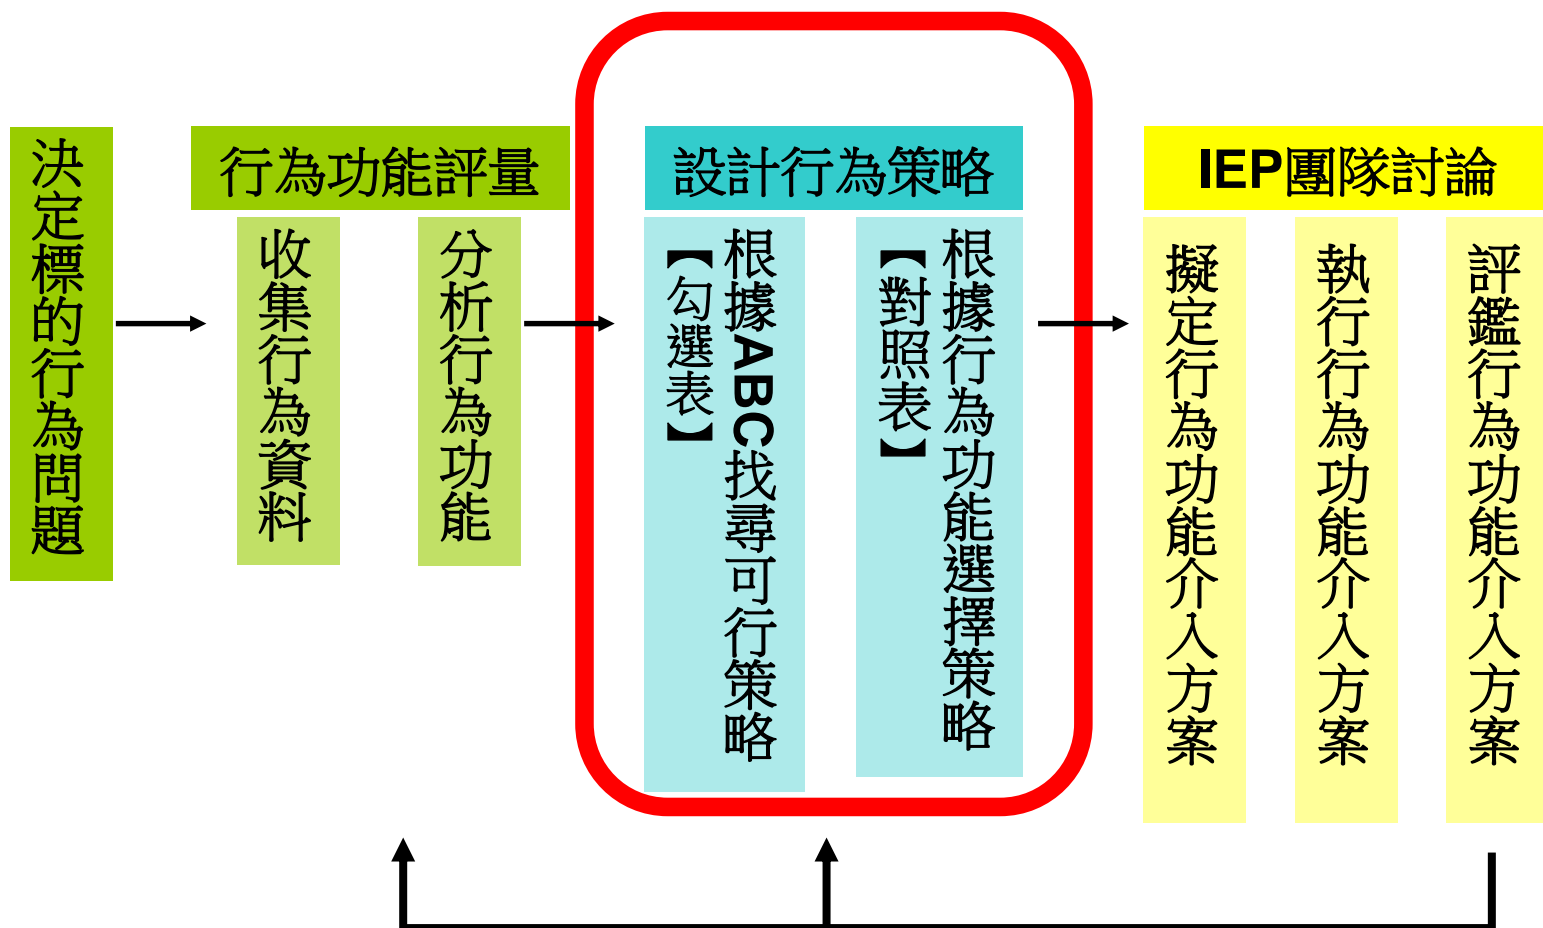 決定標的行為問題
行為功能評量
收集行為資料
分析行為功能
設計行為策略
根據ABC找尋可行策略
【勾選表】
根據行為功能選擇策略
【對照表】
IEP團隊討論
擬定行為功能介入方案
執行行為功能介入方案
評鑑行為功能介入方案